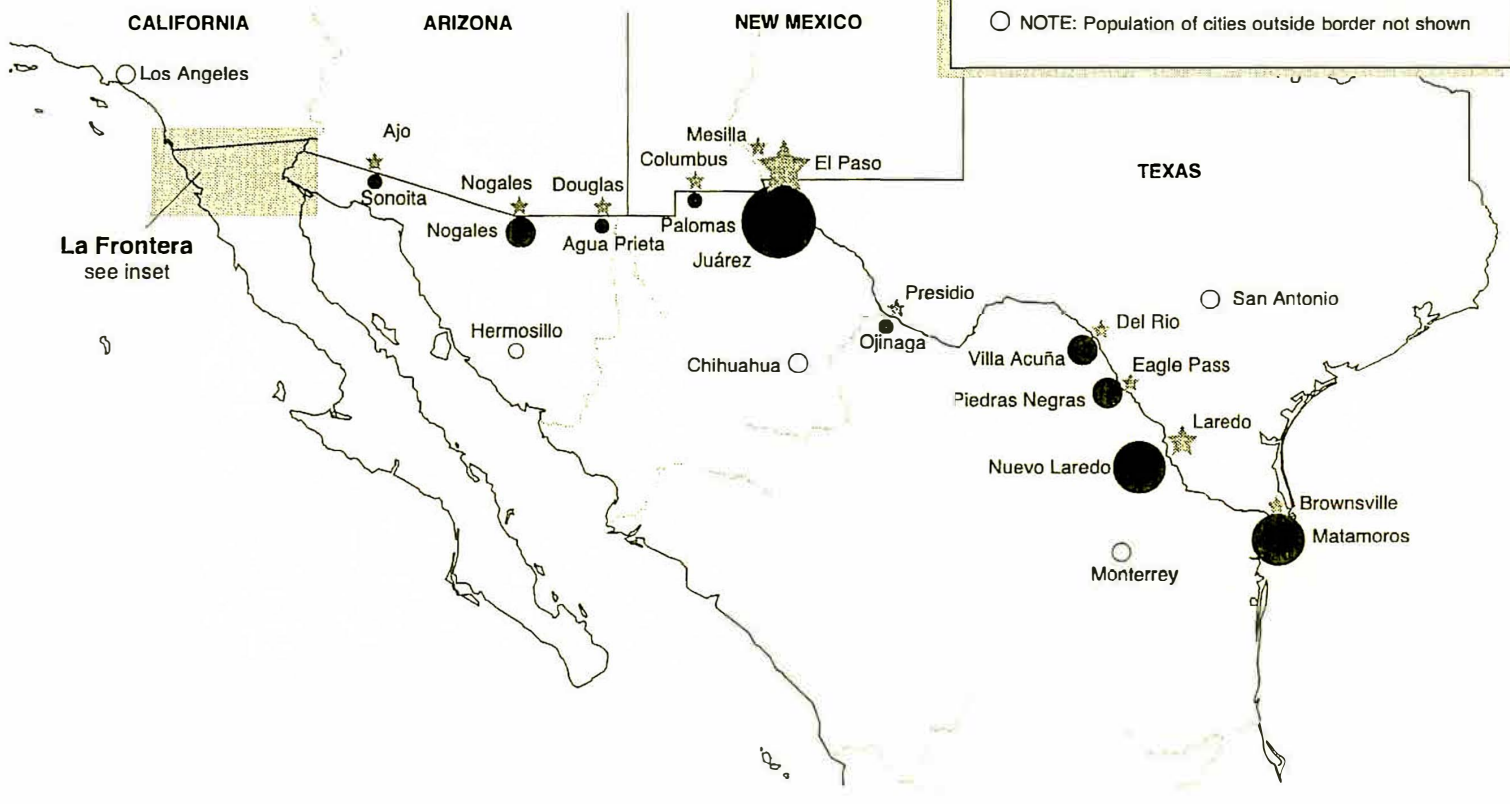 CALIFORNIA
ARIZONA
NEW MEXICO
NOTE: Population of cities outside border not shown
Los Angeles
Ajo
Mesilla
Columbus
El Paso
TEXAS
Nogales
Douglas
Sonoita
Nogales
Agua Prieta
Palomas
Juárez
La Frontera
see inset
Presidio
San Antonio
Hermosillo
Ojinaga
Del Rio
Chihuahua
Villa Acuña
Eagle Pass
Piedras Negras
Laredo
Nuevo Laredo
Brownsville
Matamoros
Monterrey